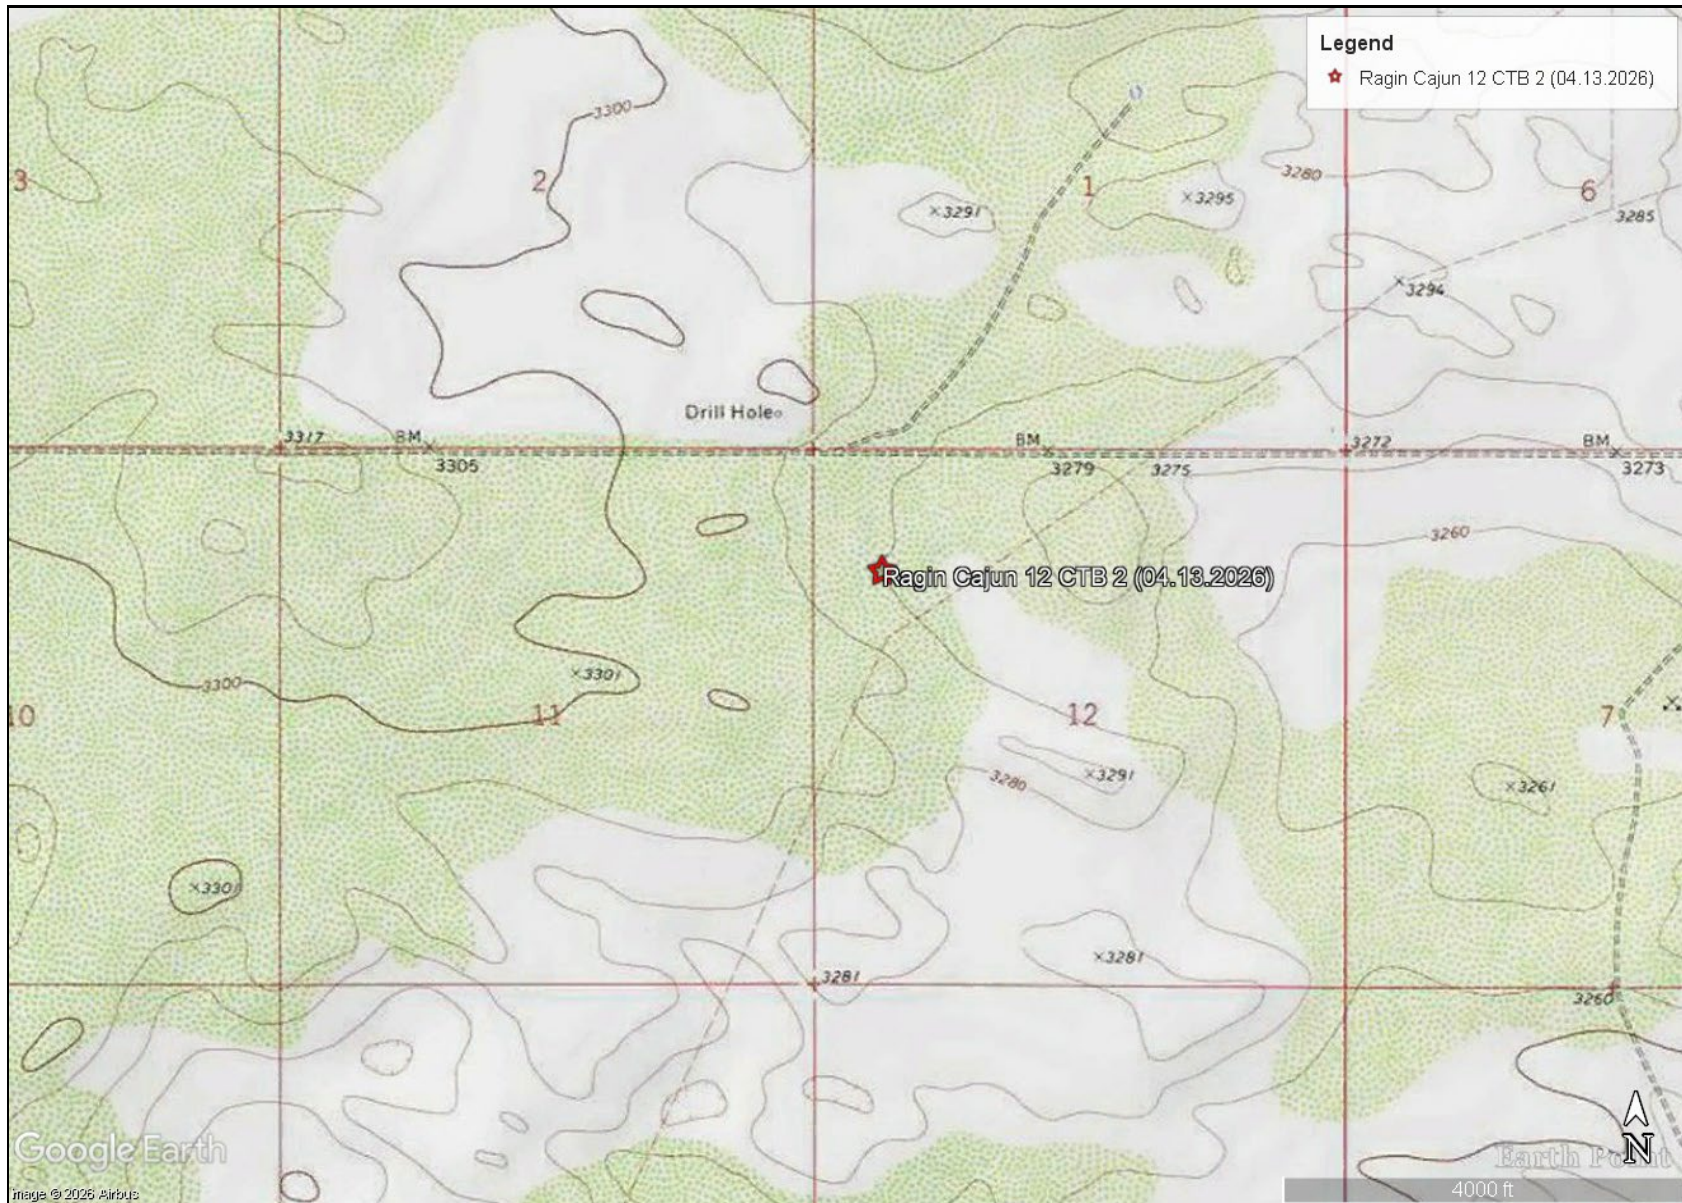 Legend
Ragin Cajun 12 CTB 2 (04.13.2026)
3300
3
2
1
6
3291
3295
3280
3285
3294
Drill Hole
3317
BM
3305
BM
3279
3275
3272
BM
3273
3260
Ragin Cajun 12 CTB 2 (04.13.2026)
3301
3300
10
11
12
7
3291
3280
3261
3301
3281
3281
3260
Google Earth
Earth Point
N
Image © 2026 Airbus
4000 ft